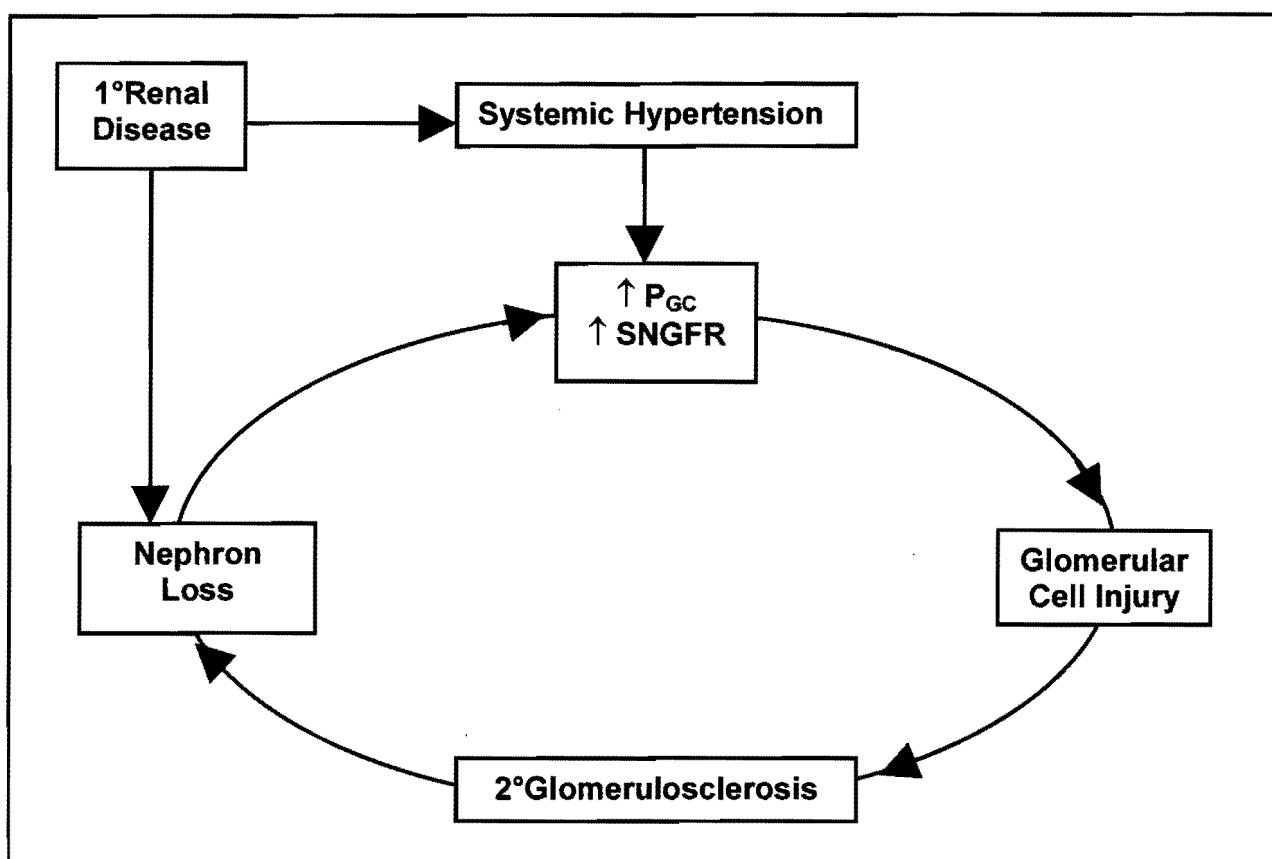 1°Renal
Disease
Systemic Hypertension
↑ PGC
↑ SNGFR
Nephron
Loss
Glomerular
Cell Injury
2°Glomerulosclerosis